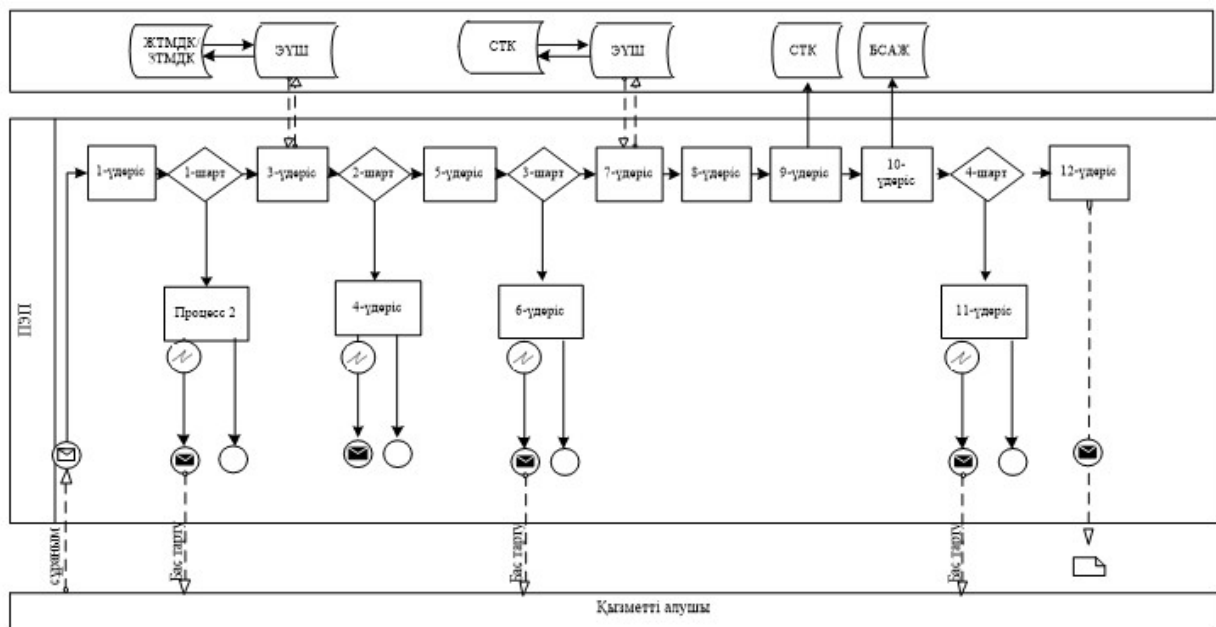 ЖТМДК/
ЗТМДК
ЭҮШ
СТК
ЭҮШ
СТК
БСАЖ
ПЭП
1-үдеріс
1-шарт
3-үдеріс
2-шарт
5-үдеріс
3-шарт
7-үдеріс
8-үдеріс
9-үдеріс
10-
үдеріс
4-шарт
12-үдеріс
Процесс 2
4-үдеріс
6-үдеріс
11-үдеріс
сұраным
Бас тарту
Бас тарту
Бас тарту
Қызметті алушы